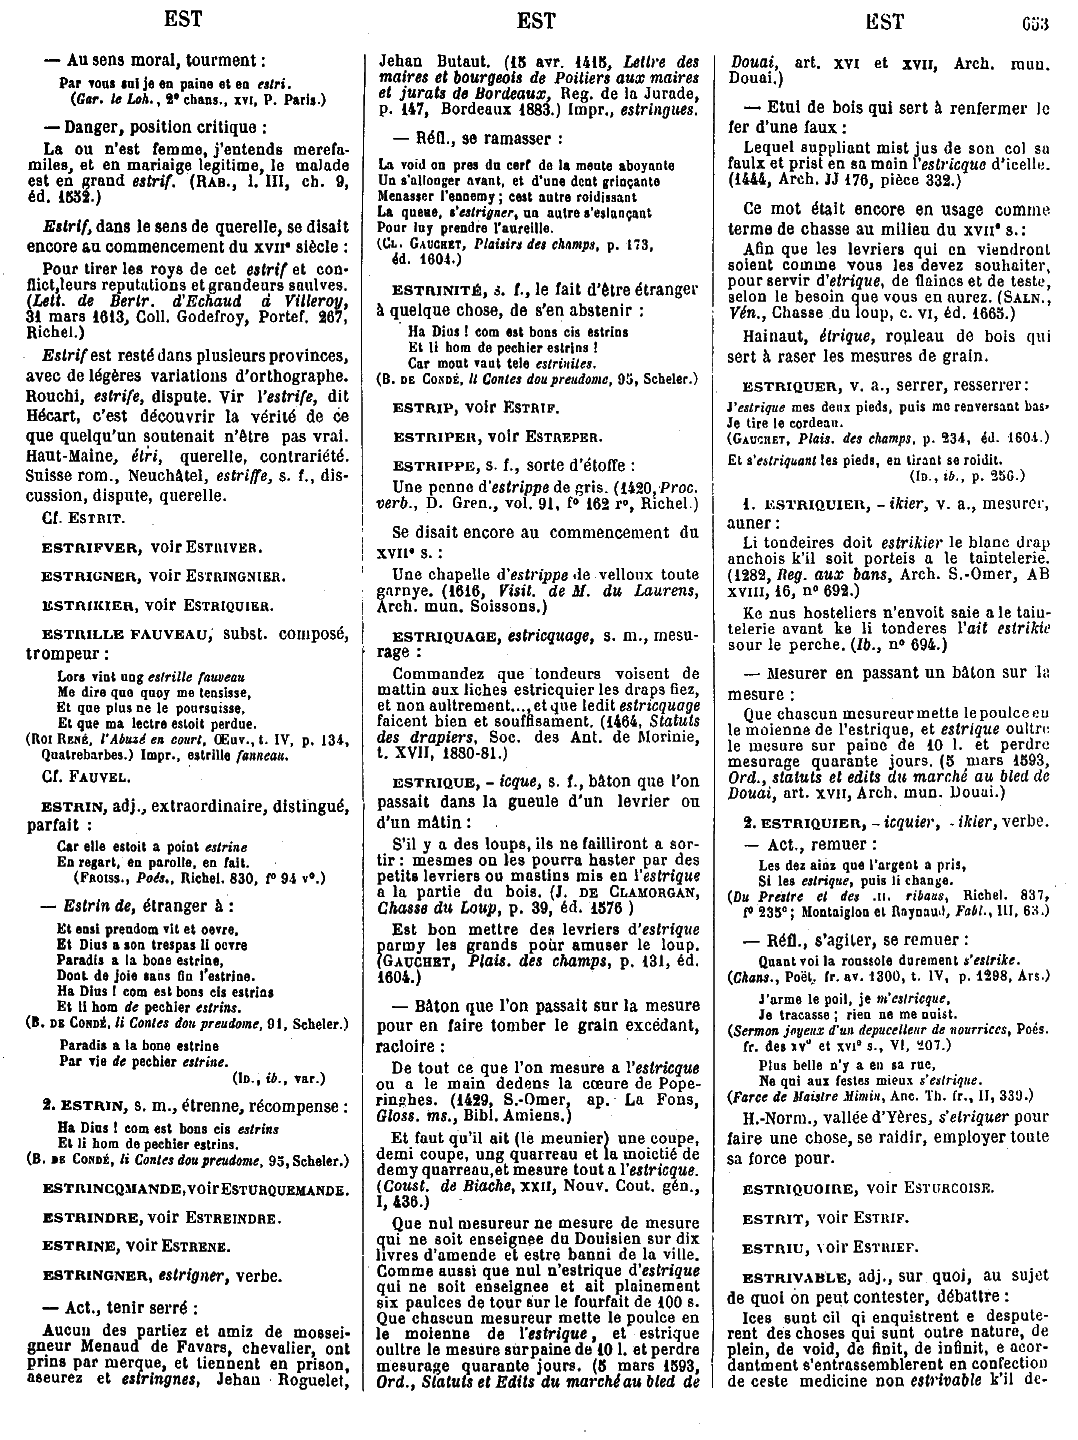 EST EST EST 653
— Au sens moral, tourment :
Par vous sui je en paine et en estri.
(Gar. le Loh., 2e chans., XVI, P. Paris.)
— Danger, position critique :
La ou n'est femme, j'entends merefa-
miles, et en mariaige legitime, le malade
est en grand estrif. (RAB., l. III, ch. 9,
éd. 1552.)
Estrif, dans le sens de querelle, se disait
encore au commencement du XVIIe siècle :
Pour tirer les roys de cet estrif et con-
flict, leurs reputations et grandeurs saulves.
(Lett. de Bertr. d'Echaud à Villeroy,
31 mars 1613, Coll. Godefroy, Portef. 267,
Richel.)
Estrif est resté dans plusieurs provinces,
avec de légères variations d'orthographe.
Rouchi, estrife, dispute. Vir l'estrife, dit
Hécart, c'est découvrir la vérité de ce
que quelqu'un soutenait n'être pas vrai.
Haut-Maine, étri, querelle, contrariété.
Suisse rom., Neuchâtel, estriffe, s. f., dis-
cussion, dispute, querelle.
Cf. ESTRIT.
ESTRIFVER, voir ESTRIVER.
ESTRIGNER, voir ESTRINGNIER.
ESTRIKIER, voir ESTRIQUIER.
ESTRILLE FAUVEAU, subst. composé,
trompeur :
Lors vint ung estrille fauveau
Me dire que quoy me tensisse,
Et que plus ne le poursuisse,
Et que ma lectre estoit perdue.
(ROI RENÉ, l'Abuzé en court, Œuv., t. IV, p. 134,
Quatrebarbes.) Impr., estrille fanneau.
Cf. FAUVEL.
ESTRIN, adj., extraordinaire, distingué,
parfait :
Car elle estoit a point estrine
En regart, en parolle, en fait.
(FROISS., Poés., Richel. 830, f° 94 v°.)
— Estrin de, étranger à :
Et ensi prendom vit et oevre.
Et Dius a son trespas li oevre
Paradis a la bone estrine,
Dont de joie sans fin l'estrine.
Ha Dius ! com est bons cis estrins
Et li hom de pechier estrins.
(B. DE CONDÉ, li Contes dou preudome, 91, Scheler.)
Paradis a la bone estrine
Par vie de pechier estrine.
(ID., ib., var.)
2. ESTRIN, s. m., étrenne, récompense :
Ha Dius ! com est bons cis estrins
Et li hom de pechier estrins.
(B. DE CONDÉ, li Contes dou preudome, 95, Scheler.)
ESTRINCQMANDE, voir ESTURQUEMANDE.
ESTRINDRE, voir ESTREINDRE.
ESTRINE, voir ESTRENE.
ESTRINGNER, estrigner, verbe.
— Act., tenir serré :
Aucun des partiez et amiz de mossei-
gneur Menaud de Favars, chevalier, ont
prins par merque, et tiennent en prison,
aseurez et estringnes, Jehan Roguelet,
Jehan Butaut. (15 avr. 1415, Lettre des
maires et bourgeois de Poitiers aux maires
et jurats de Bordeaux, Reg. de la Jurade,
p. 147, Bordeaux 1883.) Impr., estringues.
— Réfl., se ramasser :
La void on pres du cerf de la meute aboyante
Un s'allonger avant, et d'une dent grinçante
Menasser l'ennemy ; cest autre roidissant
La queue, s'estrigner, un autre s'eslançant
Pour luy prendre l'aureille.
(CL. GAUCHET, Plaisirs des champs, p. 173,
éd. 1604.)
ESTRINITÉ, s. f., le fait d'être étranger
à quelque chose, de s'en abstenir :
Ha Dius ! com est bons cis estrins
Et li hom de pechier estrins !
Car mout vaut tele estrinites.
(B. DE CONDÉ, li Contes dou preudome, 95, Scheler.)
ESTRIP, voir ESTRIF.
ESTRIPER, voir ESTREPER.
ESTRIPPE, s. f., sorte d'étoffe :
Une penne d'estrippe de gris. (1420, Proc.
verb., D. Gren., vol. 91, f° 162 r°, Richel.)
Se disait encore au commencement du
XVIIe s. :
Une chapelle d'estrippe de velloux toute
garnye. (1616, Visit. de M. du Laurens,
Arch. mun. Soissons.)
ESTRIQUAGE, estricquage, s. m., mesu-
rage :
Commandez que tondeurs voisent de
mattin aux liches estricquier les draps fiez,
et non aultrement..., et que ledit estricquage
faicent bien et souffisament. (1464, Statuts
des drapiers, Soc. des Ant. de Morinie,
t. XVII, 1880-81.)
ESTRIQUE, - icque, s. f., bâton que l'on
passait dans la gueule d'un levrier ou
d'un mâtin :
S'il y a des loups, ils ne failliront a sor-
tir : mesmes on les pourra haster par des
petits levriers ou mastins mis en l'estrique
a la partie du bois. (J. DE CLAMORGAN,
Chasse du Loup, p. 39, éd. 1576)
Est bon mettre des levriers d'estrique
parmy les grands pour amuser le loup.
(GAUCHET, Plais. des champs, p. 131, éd.
1604.)
— Bâton que l'on passait sur la mesure
pour en faire tomber le grain excédant,
racloire :
De tout ce que l'on mesure a l'estricque
ou a le main dedens la cœure de Pope-
ringhes. (1429, S.-Omer, ap. La Fons,
Gloss. ms., Bibl. Amiens.)
Et faut qu'il ait (le meunier) une coupe,
demi coupe, ung quarreau et la moictié de
demy quarreau, et mesure tout a l'estricque.
(Coust. de Biache, XXII, Nouv. Cout. gén.,
I, 436.)
Que nul mesureur ne mesure de mesure
qui ne soit enseignee du Douisien sur dix
livres d'amende et estre banni de la ville.
Comme aussi que nul n'estrique d'estrique
qui ne soit enseignee et ait plainement
six paulces de tour sur le fourfait de 100 s.
Que chascun mesureur mette le poulce en
le moienne de l'estrique, et estrique
oultre le mesure sur paine de 10 l. et perdre
mesurage quarante jours. (5 mars 1593,
Ord., Statuts et Edits du marché au bled de
Douai, art. XVI et XVII, Arch. mun.
Douai.)
— Etui de bois qui sert à renfermer le
fer d'une faux :
Lequel suppliant mist jus de son col sa
faulx et prist en sa main l'estricque d'icelle.
(1444, Arch. JJ 176, pièce 332.)
Ce mot était encore en usage comme
terme de chasse au milieu du XVIIe s. :
Afin que les levriers qui en viendront
soient comme vous les devez souhaiter,
pour servir d'etrique, de flaincs et de teste,
selon le besoin que vous en aurez. (SALN.,
Vén., Chasse du loup, c. VI, éd. 1665.)
Hainaut, étrique, rouleau de bois qui
sert à raser les mesures de grain.
ESTRIQUER, v. a., serrer, resserrer :
J'estrique mes deux pieds, puis me renversant bas
Je tire le cordeau.
(GAUCHET, Plais. des champs, p. 234, éd. 1604.)
Et s'estriquant les pieds, en tirant se roidit.
(ID., ib., p. 256.)
1. ESTRIQUIER, - ikier, v. a., mesurer,
auner :
Li tondeires doit estrikier le blanc drap
anchois k'il soit porteis a le taintelerie.
(1282, Reg. aux bans, Arch. S.-Omer, AB
XVIII, 16, n° 692.)
Ke nus hosteliers n'envoit saie a le tain-
telerie avant ke li tonderes l'ait estrikie
sour le perche. (Ib., n° 694.)
— Mesurer en passant un bâton sur la
mesure :
Que chascun mesureur mette le poulce en
le moienne de l'estrique, et estrique oultre
le mesure sur paine de 10 l. et perdre
mesurage quarante jours. (5 mars 1593,
Ord., statuts et edits du marché au bled de
Douai, art. XVII, Arch. mun. Douai.)
2. ESTRIQUIER, - icquier, - ikier, verbe.
— Act., remuer :
Les dez ainz que l'argent a pris,
Si les estrique, puis li change.
(Du Prestre et des .II. ribaus, Richel. 837,
f° 235c ; Montaiglon et Raynaud, Fabl., III, 63.)
— Réfl., s'agiter, se remuer :
Quant voi la roussole durement s'estrike.
(Chans., Poët. fr. av. 1300, t. IV, p. 1298, Ars.)
J'arme le poil, je m'estricque,
Je tracasse ; rien ne me nuist.
(Sermon joyeux d'un depucelleur de nourrices, Poés.
fr. des XVe et XVIe s., VI, 207.)
Plus belle n'y a en sa rue,
Ne qui aux festes mieux s'estrique.
(Farce de Maistre Mimin, Anc. Th. fr., II, 339.)
H.-Norm., vallée d'Yères, s'etriquer pour
faire une chose, se raidir, employer toute
sa force pour.
ESTRIQUOIRE, voir ESTURCOISE.
ESTRIT, voir ESTRIF.
ESTRIU, voir ESTRIEF.
ESTRIVABLE, adj., sur quoi, au sujet
de quoi on peut contester, débattre :
Ices sunt cil qi enquistrent e despute-
rent des choses qui sunt outre nature, de
plein, de void, de finit, de infinit, e acor-
dantment s'entrassemblerent en confection
de ceste medicine non estrivable k'il de-